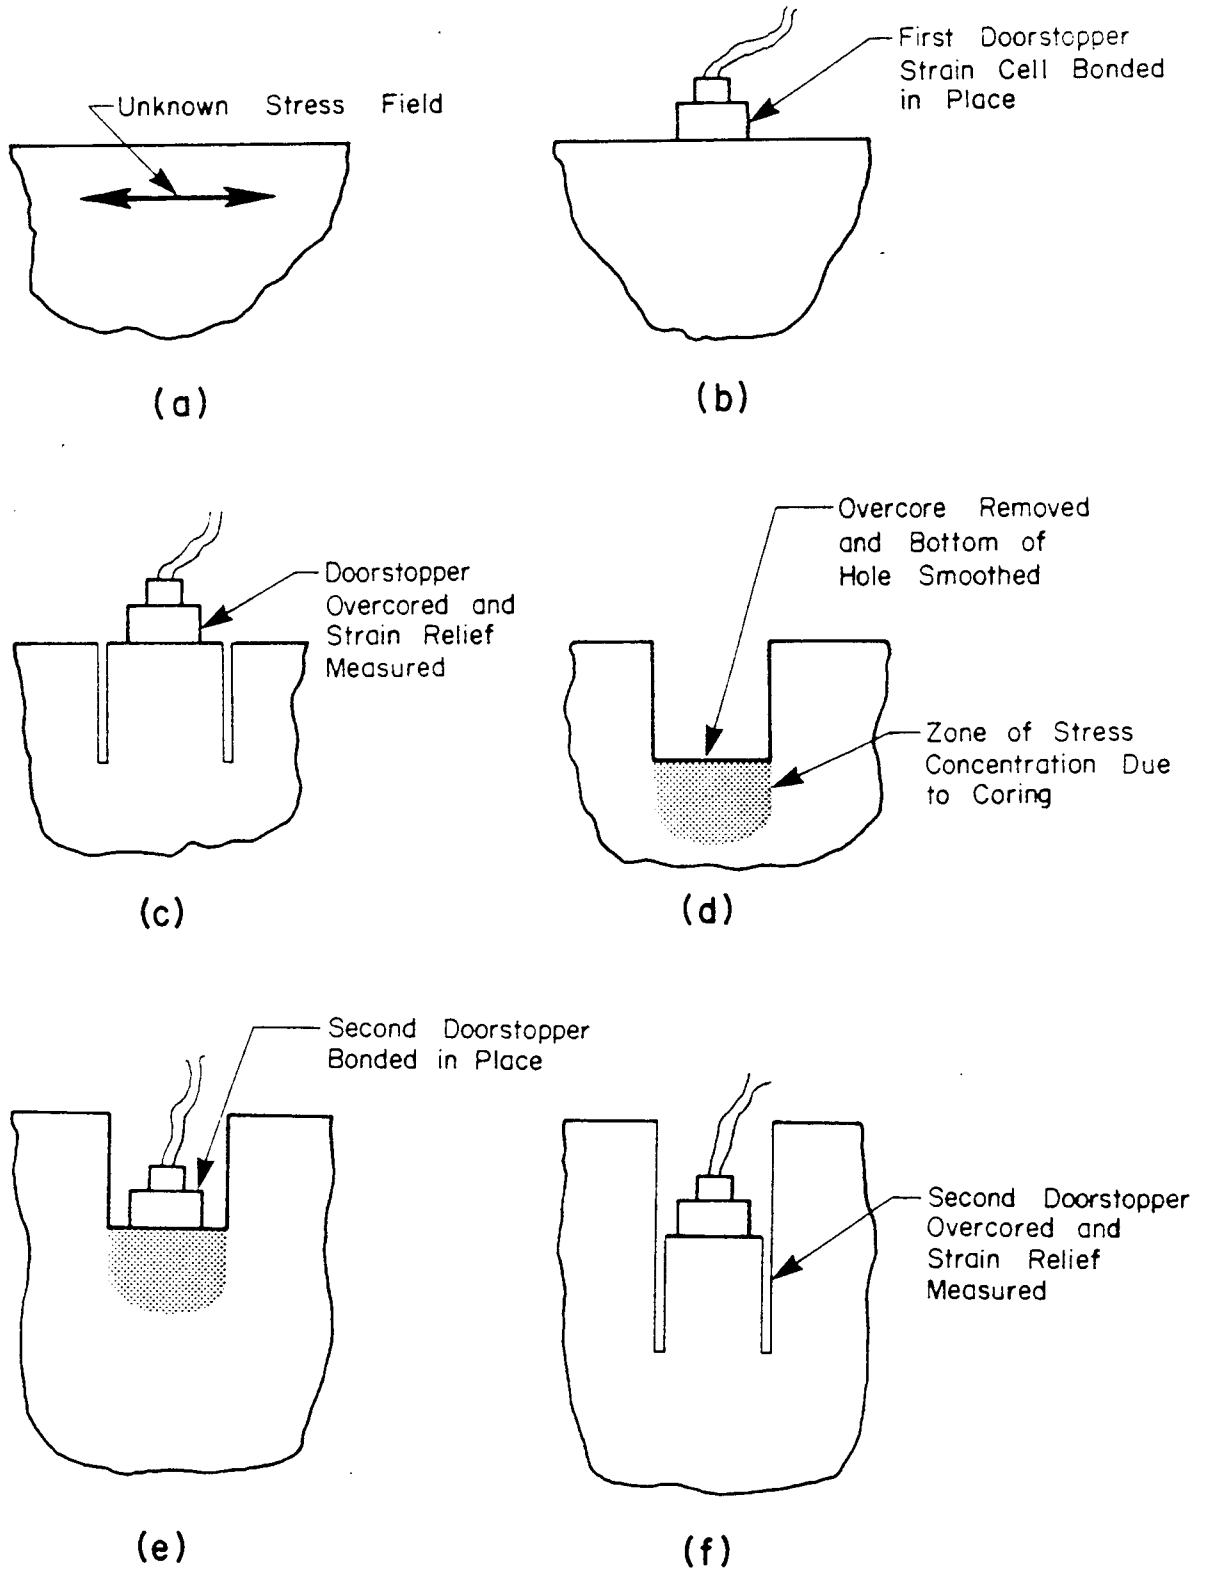 Unknown Stress Field
(a)
First Doorstopper
Strain Cell Bonded
in Place
(b)
Doorstopper
Overcored and
Strain Relief
Measured
(c)
Overcore Removed
and Bottom of
Hole Smoothed
Zone of Stress
Concentration Due
to Coring
(d)
Second Doorstopper
Bonded in Place
(e)
Second Doorstopper
Overcored and
Strain Relief
Measured
(f)